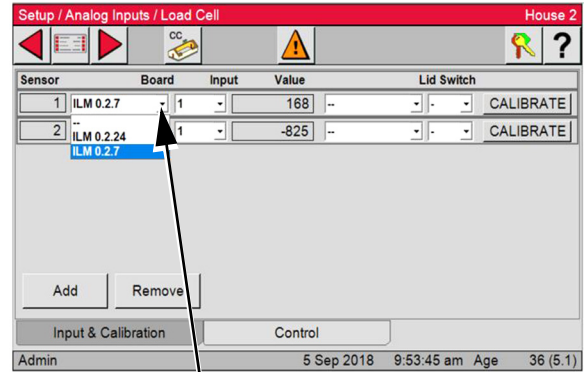 Setup / Analog Inputs / Load Cell House 2
CC ?
Sensor Board Input Value Lid Switch
1 ILM 0.2.7 1 168 -- - CALIBRATE
2 1 -825 -- - CALIBRATE
--
ILM 0.2.24
ILM 0.2.7
Add Remove
Input & Calibration Control
Admin 5 Sep 2018 9:53:45 am Age 36 (5.1)